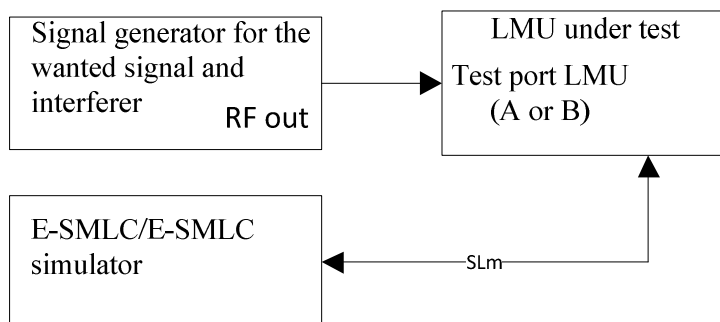 Signal generator for the
wanted signal and
interferer
RF out
LMU under test
Test port LMU
(A or B)
E-SMLC/E-SMLC
simulator
SLm